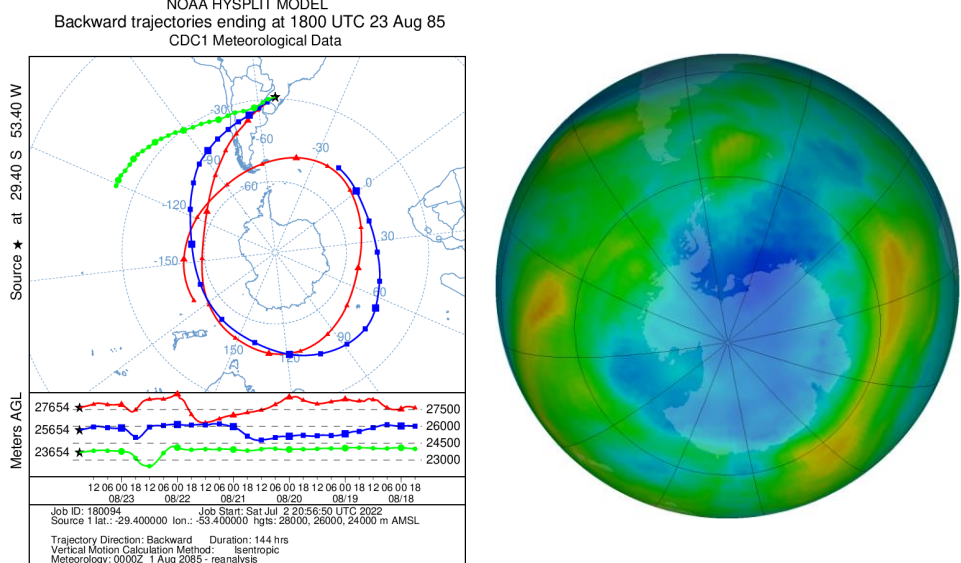 NOAA HYSPLIT MODEL
Backward trajectories ending at 1800 UTC 23 Aug 85
CDC1 Meteorological Data
Source ★ at 29.40 S 53.40 W
-30
-60
-90
-120
-150
-60
-30
0
30
60
90
120
150
Meters AGL
27654
25654
23654
27500
26000
24500
23000
12 06 00 18 12 06 00 18 12 06 00 18 12 06 00 18 12 06 00 18 12 06 00 18
08/23 08/22 08/21 08/20 08/19 08/18
Job ID: 180094 Job Start: Sat Jul 2 20:56:50 UTC 2022
Source 1 lat.: -29.400000 lon.: -53.400000 hgts: 28000, 26000, 24000 m AMSL
Trajectory Direction: Backward Duration: 144 hrs
Vertical Motion Calculation Method: Isentropic
Meteorology: 0000Z 1 Aug 2085 - reanalysis